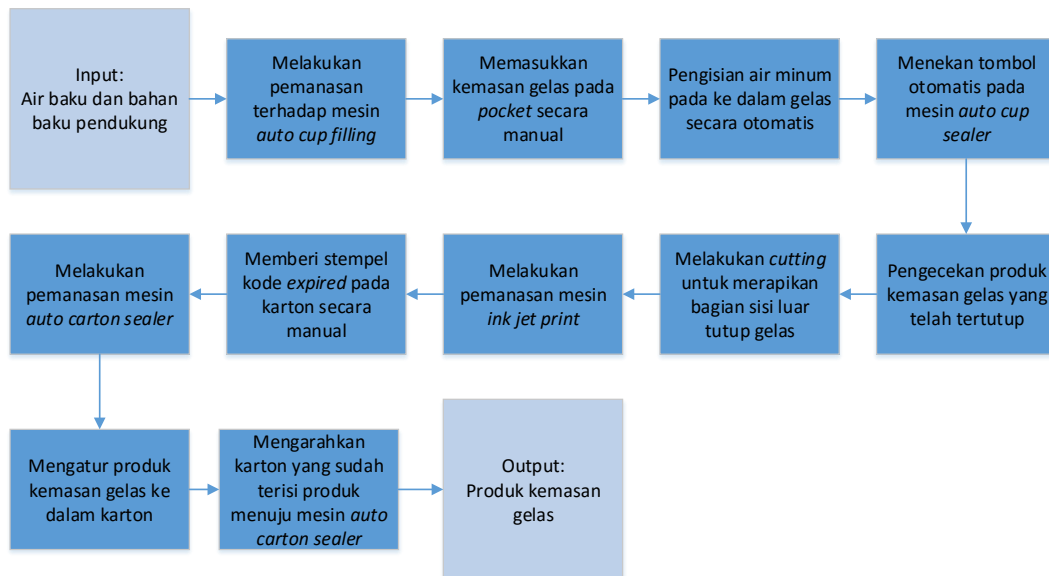 Input:
Air baku dan bahan
baku pendukung
Melakukan
pemanasan
terhadap mesin
auto cup filling
Memasukkan
kemasan gelas pada
pocket secara
manual
Pengisian air minum
pada ke dalam gelas
secara otomatis
Menekan tombol
otomatis pada
mesin auto cup
sealer
Pengecekan produk
kemasan gelas yang
telah tertutup
Melakukan cutting
untuk merapikan
bagian sisi luar
tutup gelas
Melakukan
pemanasan mesin
ink jet print
Memberi stempel
kode expired pada
karton secara
manual
Melakukan
pemanasan mesin
auto carton sealer
Mengatur produk
kemasan gelas ke
dalam karton
Mengarahkan
karton yang sudah
terisi produk
menuju mesin auto
carton sealer
Output:
Produk kemasan
gelas